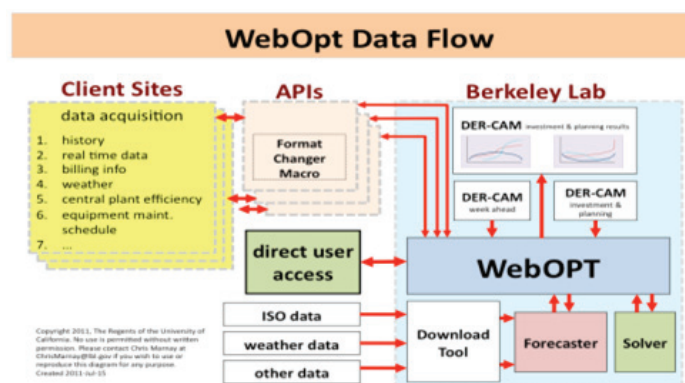 WebOpt Data Flow
Client Sites
data acquisition
1. history
2. real time data
3. billing info
4. weather
5. central plant efficiency
6. equipment maint.
schedule
7. ...
APIs
Format
Changer
Macro
Berkeley Lab
DER-CAM investment & planning results
DER-CAM
week ahead
DER-CAM
investment &
planning
WebOPT
direct user
access
ISO data
weather data
other data
Download
Tool
Forecaster
Solver
Copyright 2011, The Regents of the University of
California. No use is permitted without written
permission. Please contact Chris Marnay at
ChrisMarnay@lbl.gov if you wish to use or
reproduce this diagram for any purpose.
Created 2011-Jul-15